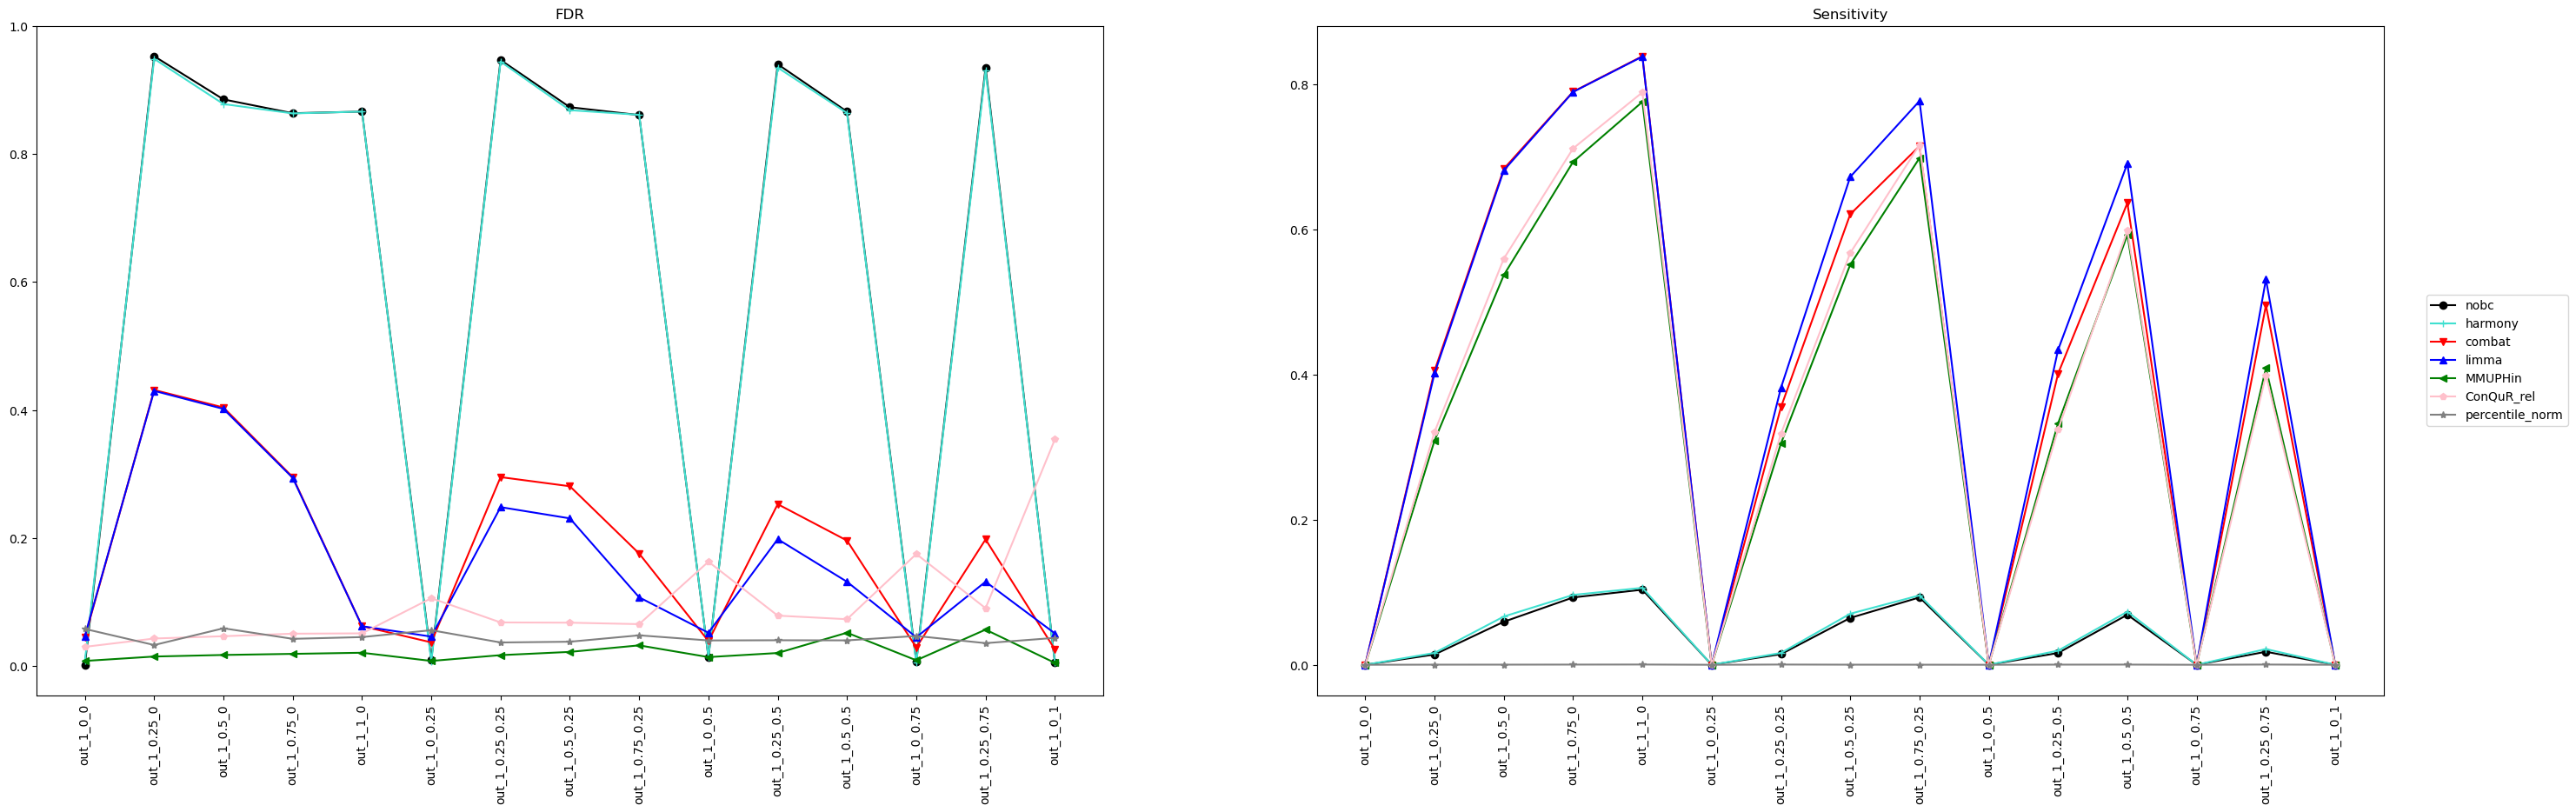 FDR
1.0
0.8
0.6
0.4
0.2
0.0
out_1_0_0
out_1_0.25_0
out_1_0.5_0
out_1_0.75_0
out_1_1_0
out_1_0_0.25
out_1_0.25_0.25
out_1_0.5_0.25
out_1_0.75_0.25
out_1_0_0.5
out_1_0.25_0.5
out_1_0.5_0.5
out_1_0_0.75
out_1_0.25_0.75
out_1_0_1
Sensitivity
0.8
0.6
0.4
0.2
0.0
out_1_0_0
out_1_0.25_0
out_1_0.5_0
out_1_0.75_0
out_1_1_0
out_1_0_0.25
out_1_0.25_0.25
out_1_0.5_0.25
out_1_0.75_0.25
out_1_0_0.5
out_1_0.25_0.5
out_1_0.5_0.5
out_1_0_0.75
out_1_0.25_0.75
out_1_0_1
nobc
harmony
combat
limma
MMUPHin
ConQuR_rel
percentile_norm